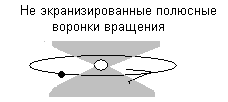 Не экранизированные полюсные
воронки вращения